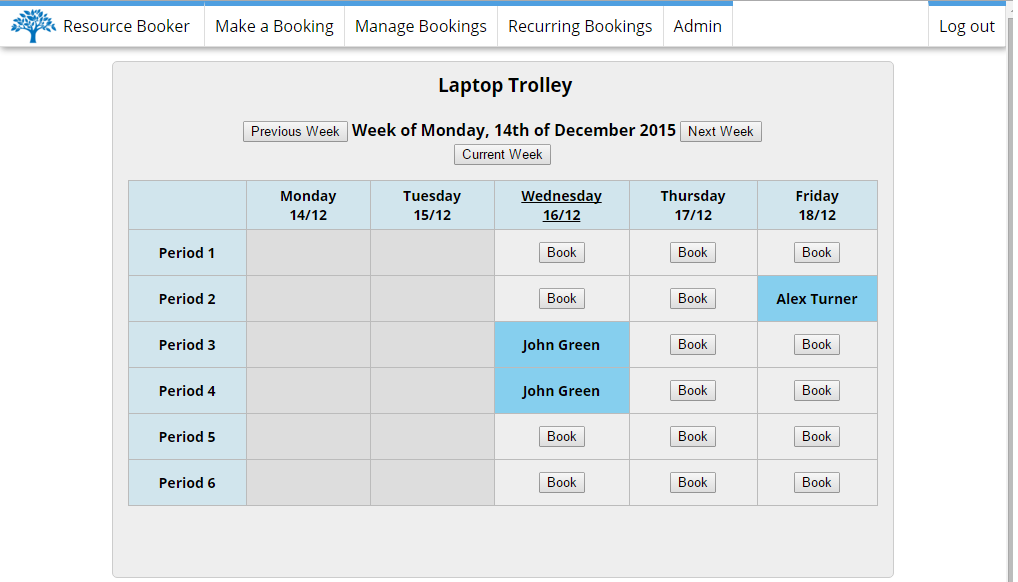 Resource Booker Make a Booking Manage Bookings Recurring Bookings Admin Log out
Laptop Trolley
Previous Week Week of Monday, 14th of December 2015 Next Week
Current Week
Monday Tuesday Wednesday Thursday Friday
14/12 15/12 16/12 17/12 18/12
Period 1 Book Book Book
Period 2 Book Book Alex Turner
Period 3 John Green Book Book
Period 4 John Green Book Book
Period 5 Book Book Book
Period 6 Book Book Book